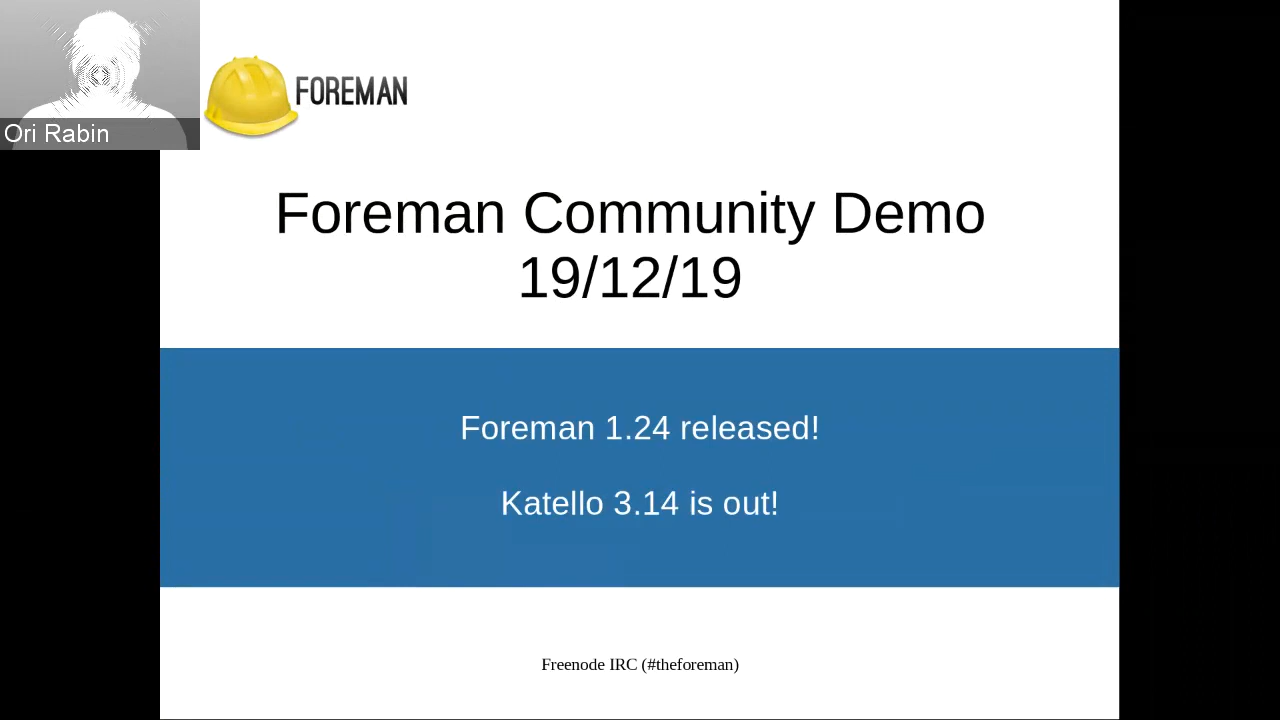 Ori Rabin
FOREMAN
Foreman Community Demo
19/12/19
Foreman 1.24 released!
Katello 3.14 is out!
Freenode IRC (#theforeman)